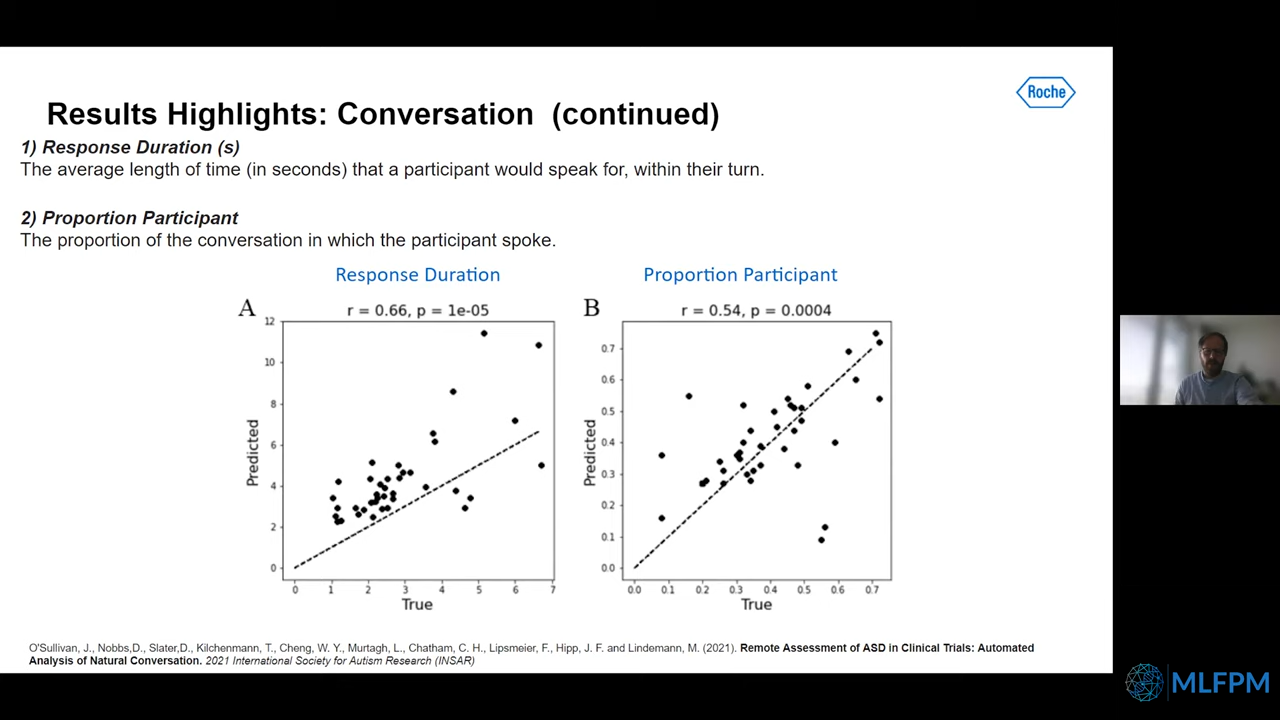 Roche
Results Highlights: Conversation (continued)
1) Response Duration (s)
The average length of time (in seconds) that a participant would speak for, within their turn.
2) Proportion Participant
The proportion of the conversation in which the participant spoke.
Response Duration
Proportion Participant
A
r = 0.66, p = 1e-05
12
10
8
6
4
2
0
Predicted
0 1 2 3 4 5 6 7
True
B
r = 0.54, p = 0.0004
0.7
0.6
0.5
0.4
0.3
0.2
0.1
0.0
Predicted
0.0 0.1 0.2 0.3 0.4 0.5 0.6 0.7
True
O'Sullivan, J., Nobbs,D., Slater,D., Kilchenmann, T., Cheng, W. Y., Murtagh, L., Chatham, C. H., Lipsmeier, F., Hipp, J. F. and Lindemann, M. (2021). Remote Assessment of ASD in Clinical Trials: Automated
Analysis of Natural Conversation. 2021 International Society for Autism Research (INSAR)
MLFPM